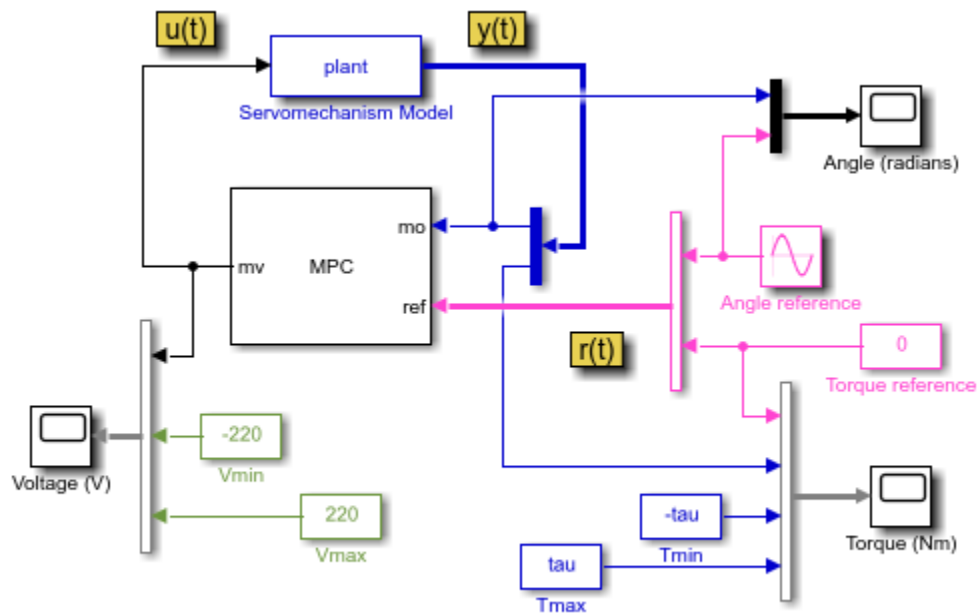 u(t)
y(t)
plant
Servomechanism Model
Angle (radians)
mo
mv
MPC
ref
Angle reference
r(t)
0
Torque reference
-220
Vmin
Voltage (V)
220
Vmax
-tau
Tmin
Torque (Nm)
tau
Tmax